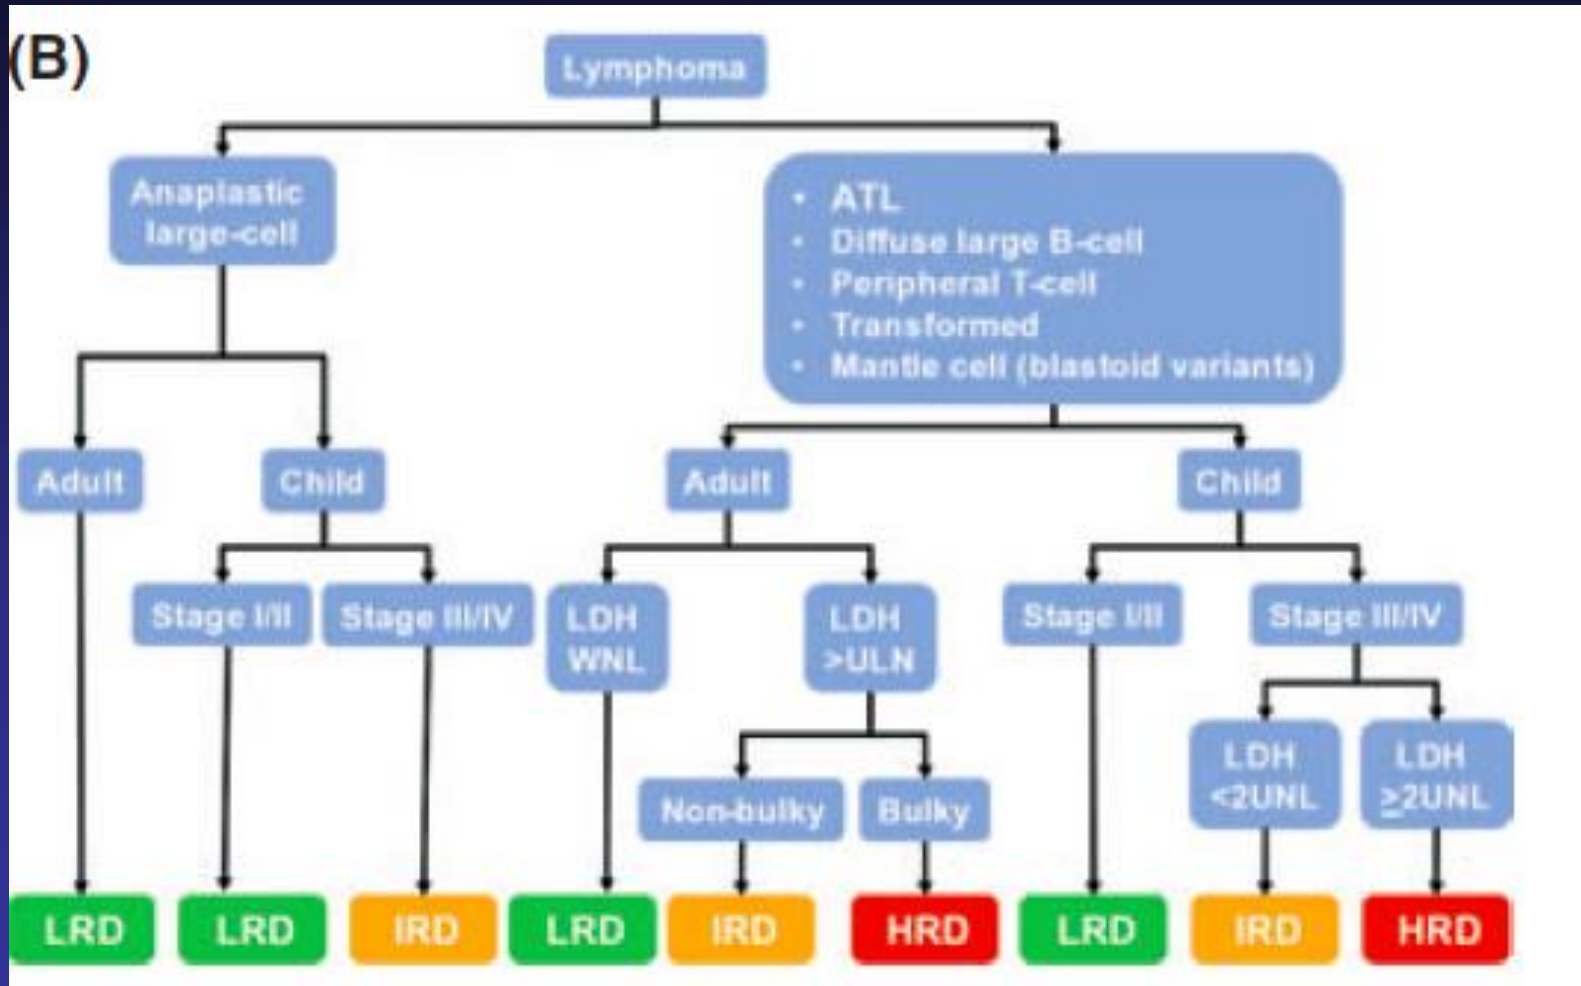 (B)
Lymphoma
Anaplastic
large-cell
• ATL
• Diffuse large B-cell
• Peripheral T-cell
• Transformed
• Mantle cell (blastoid variants)
Adult
Child
Adult
Child
Stage I/II
Stage III/IV
LDH
WNL
LDH
>ULN
Stage I/II
Stage III/IV
Non-bulky
Bulky
LDH
<2UNL
LDH
≥2UNL
LRD
LRD
IRD
LRD
IRD
HRD
LRD
IRD
HRD